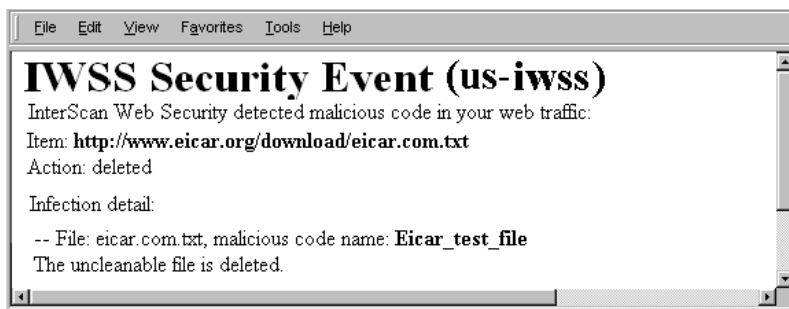 File Edit View Favorites Tools Help
IWSS Security Event (us-iwss)
InterScan Web Security detected malicious code in your web traffic:
Item: http://www.eicar.org/download/eicar.com.txt
Action: deleted
Infection detail:
-- File: eicar.com.txt, malicious code name: Eicar_test_file
The uncleanable file is deleted.